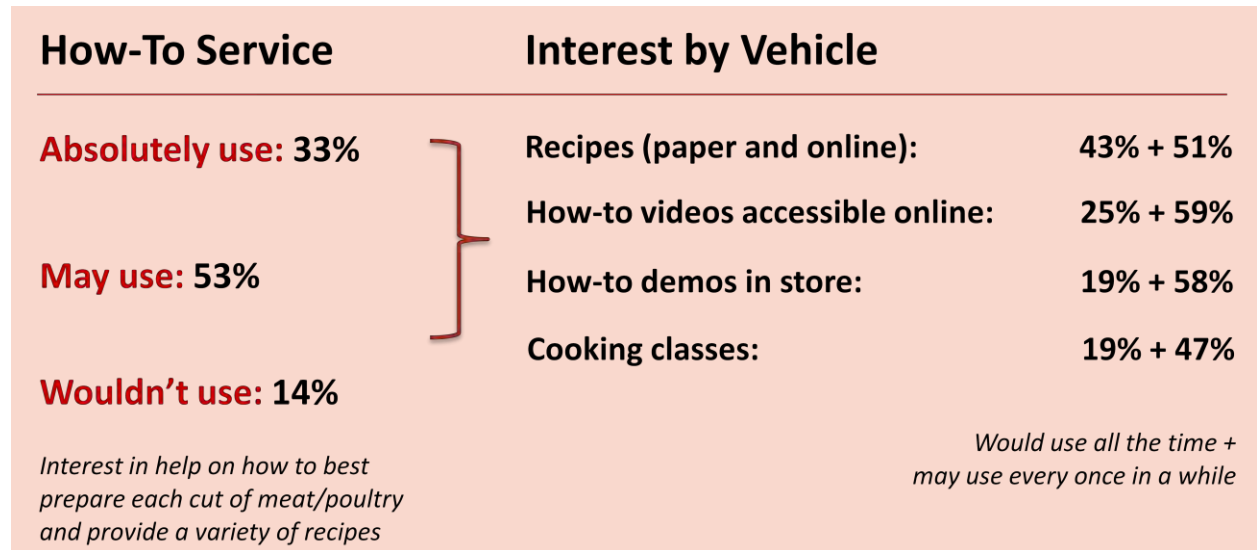 How-To Service
Interest by Vehicle
Absolutely use: 33%
May use: 53%
Wouldn’t use: 14%
Interest in help on how to best
prepare each cut of meat/poultry
and provide a variety of recipes
Recipes (paper and online): 43% + 51%
How-to videos accessible online: 25% + 59%
How-to demos in store: 19% + 58%
Cooking classes: 19% + 47%
Would use all the time +
may use every once in a while